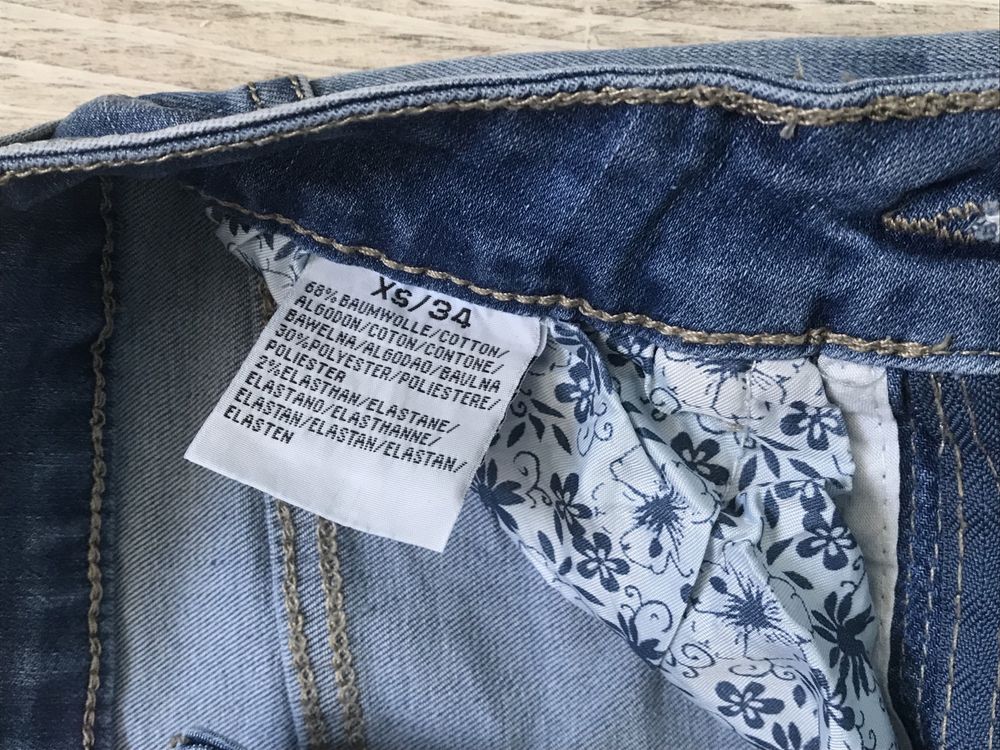 XS/34
68%BAUMWOLLE/COTTON/
ALGODON/COTON/CONTONE/
BAWELNA/ALGODAO/BAULNA
30%POLYESTER/POLIESTERE/
POLIESTER
2%ELASTHAN/ELASTANE/
ELASTANO/ELASTHANNE/
ELASTAN/ELASTAN/ELASTAN/
ELASTEN